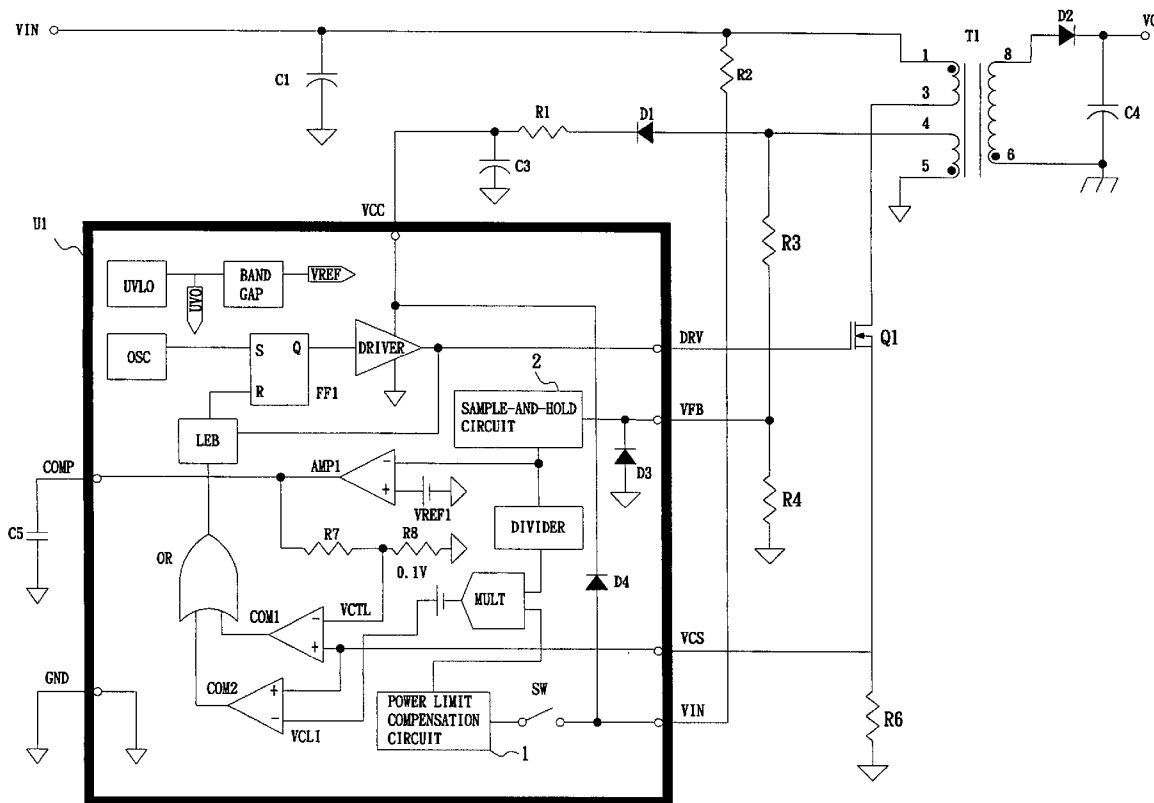 VIN
C1
R2
T1
D2
1
3
4
5
8
6
C4
R1
D1
C3
R3
VCC
U1
UVLO
UVO
BAND
GAP
VREF
OSC
S
Q
R
FF1
DRIVER
DRV
Q1
2
SAMPLE-AND-HOLD
CIRCUIT
VFB
LEB
COMP
AMP1
-
+
VREF1
D3
R4
C5
R7
R8
DIVIDER
OR
0.1V
MULT
D4
COM1
VCTL
-
+
VCS
GND
COM2
+
-
VCLI
POWER LIMIT
COMPENSATION
CIRCUIT
1
SW
VIN
R6